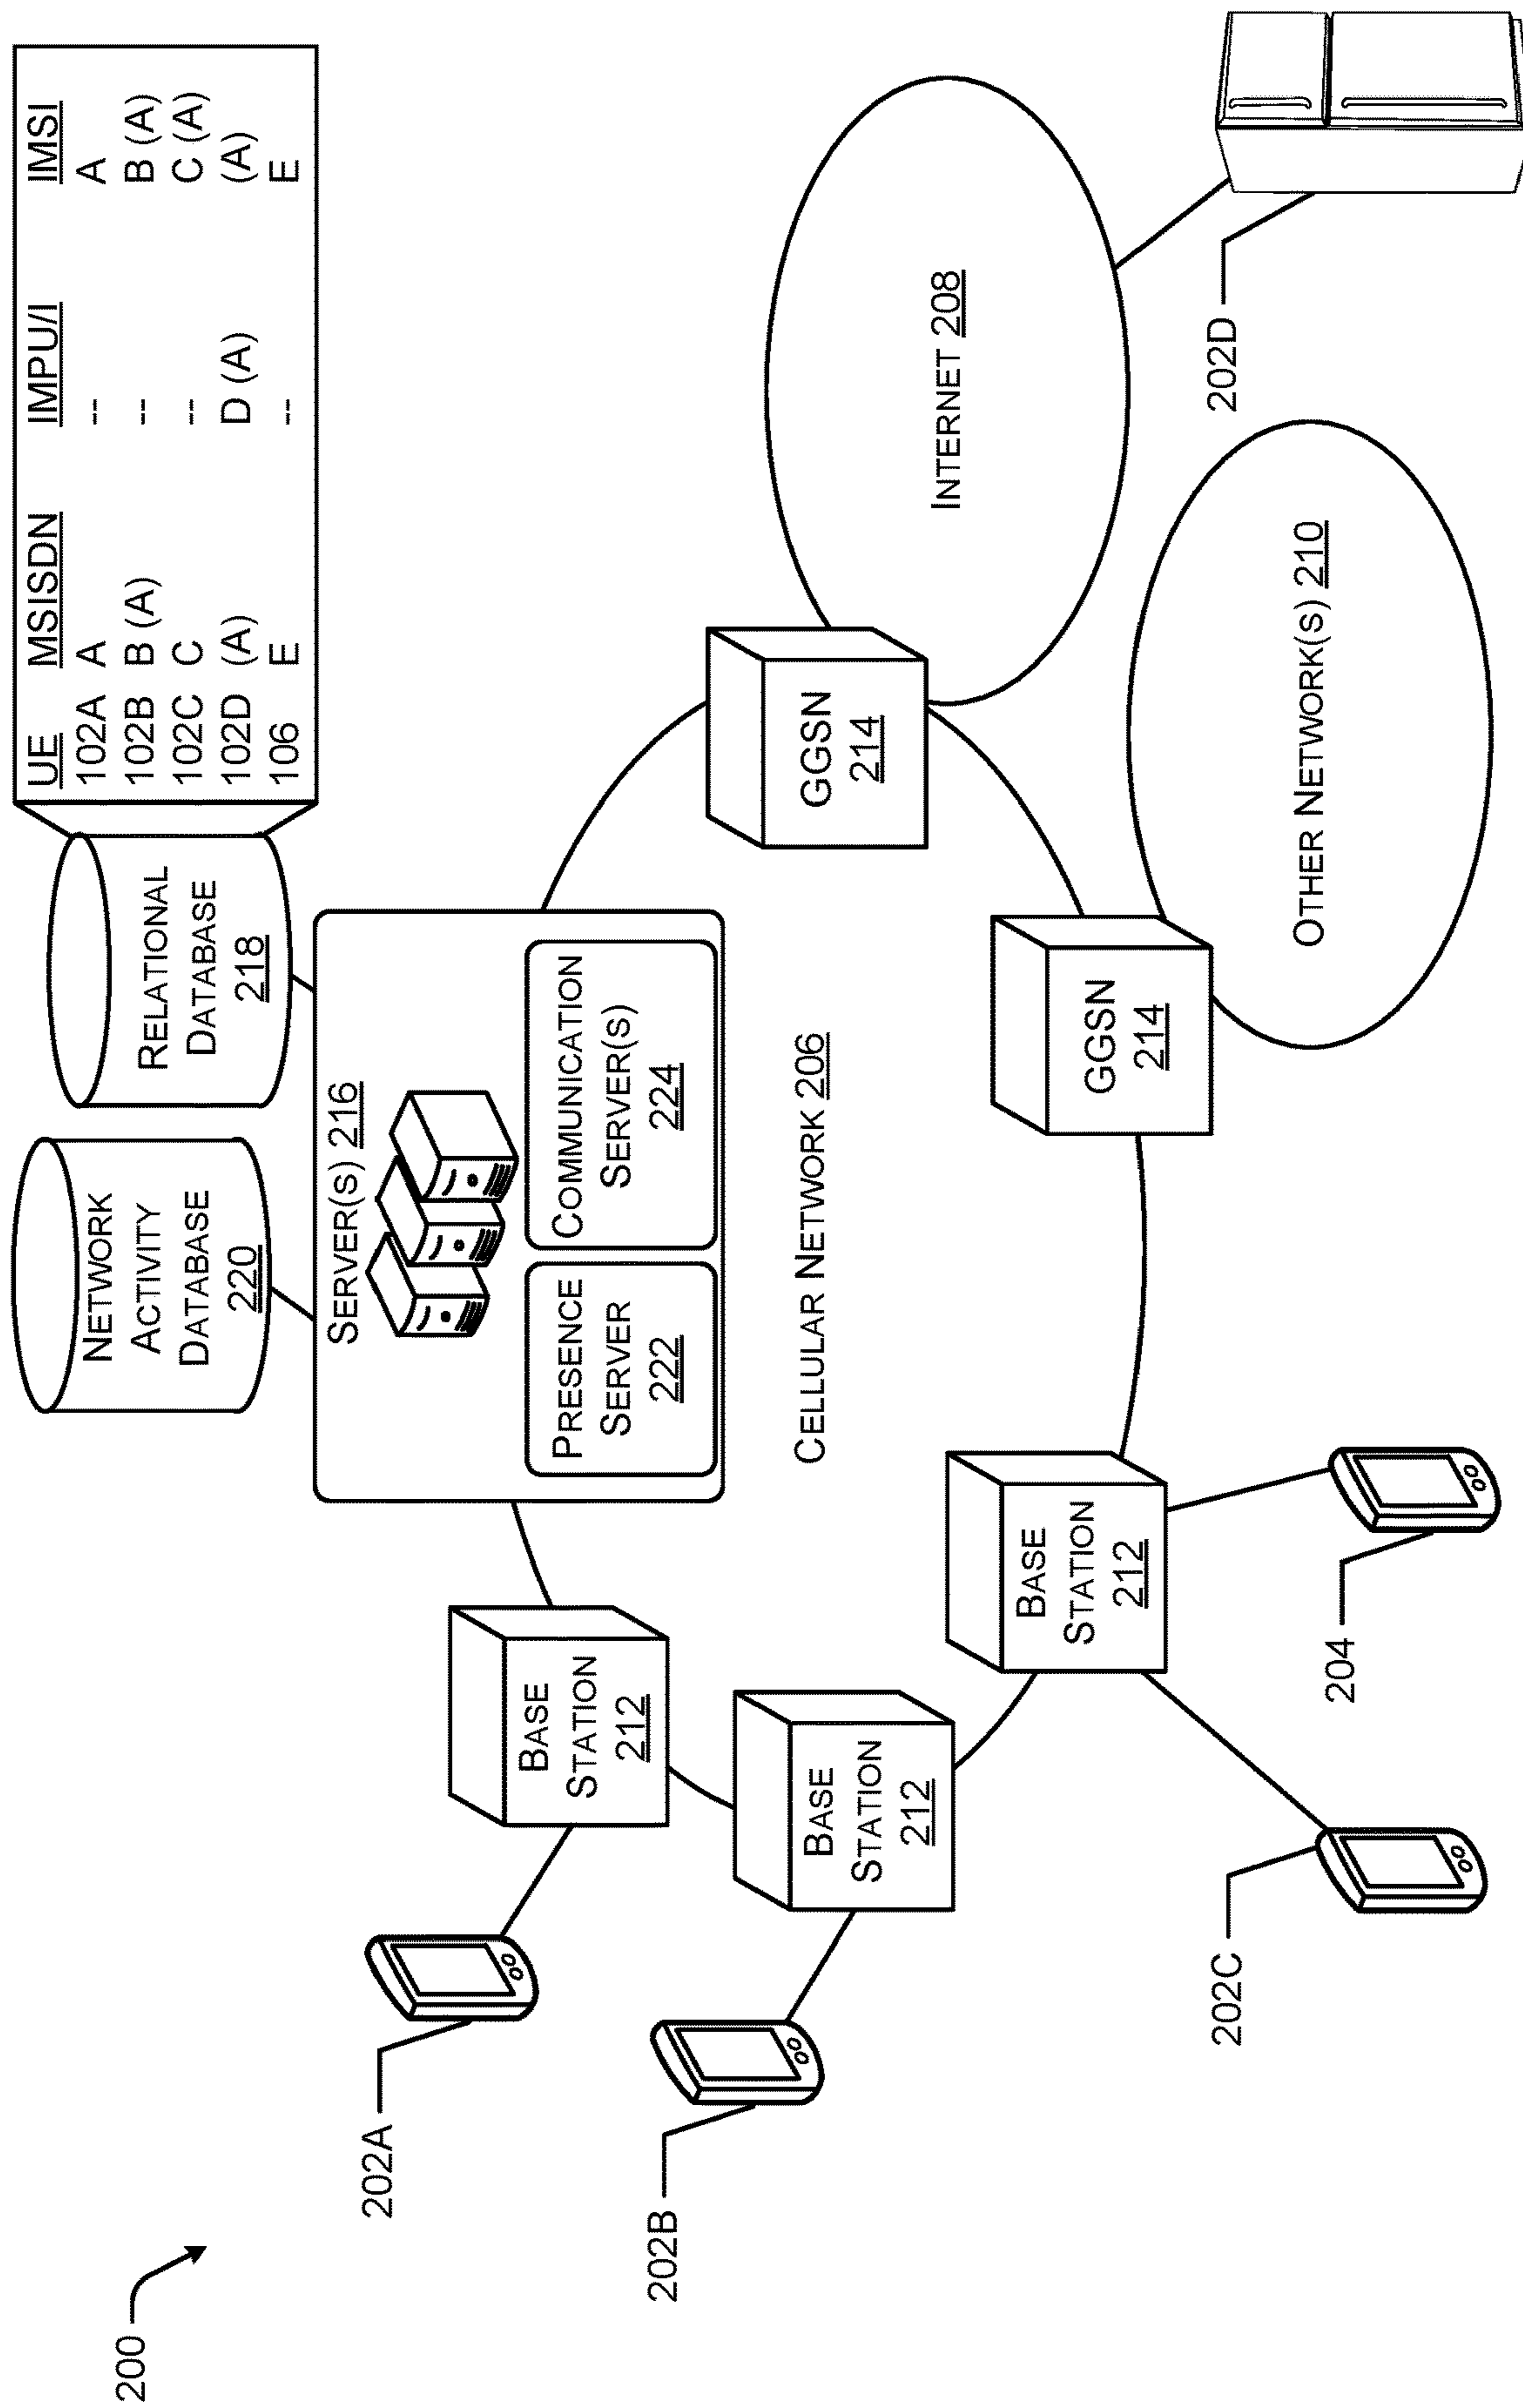 200
NETWORK
ACTIVITY
DATABASE
220
RELATIONAL
DATABASE
218
UE MSISDN IMPU/I IMSI
102A A -- A
102B B (A) -- B (A)
102C C -- C (A)
102D (A) D (A) (A)
106 E -- E
SERVER(S) 216
PRESENCE
SERVER
222
COMMUNICATION
SERVER(S)
224
CELLULAR NETWORK 206
202A
BASE
STATION
212
202B
BASE
STATION
212
GGSN
214
INTERNET 208
BASE
STATION
212
GGSN
214
202C
204
OTHER NETWORK(S) 210
202D